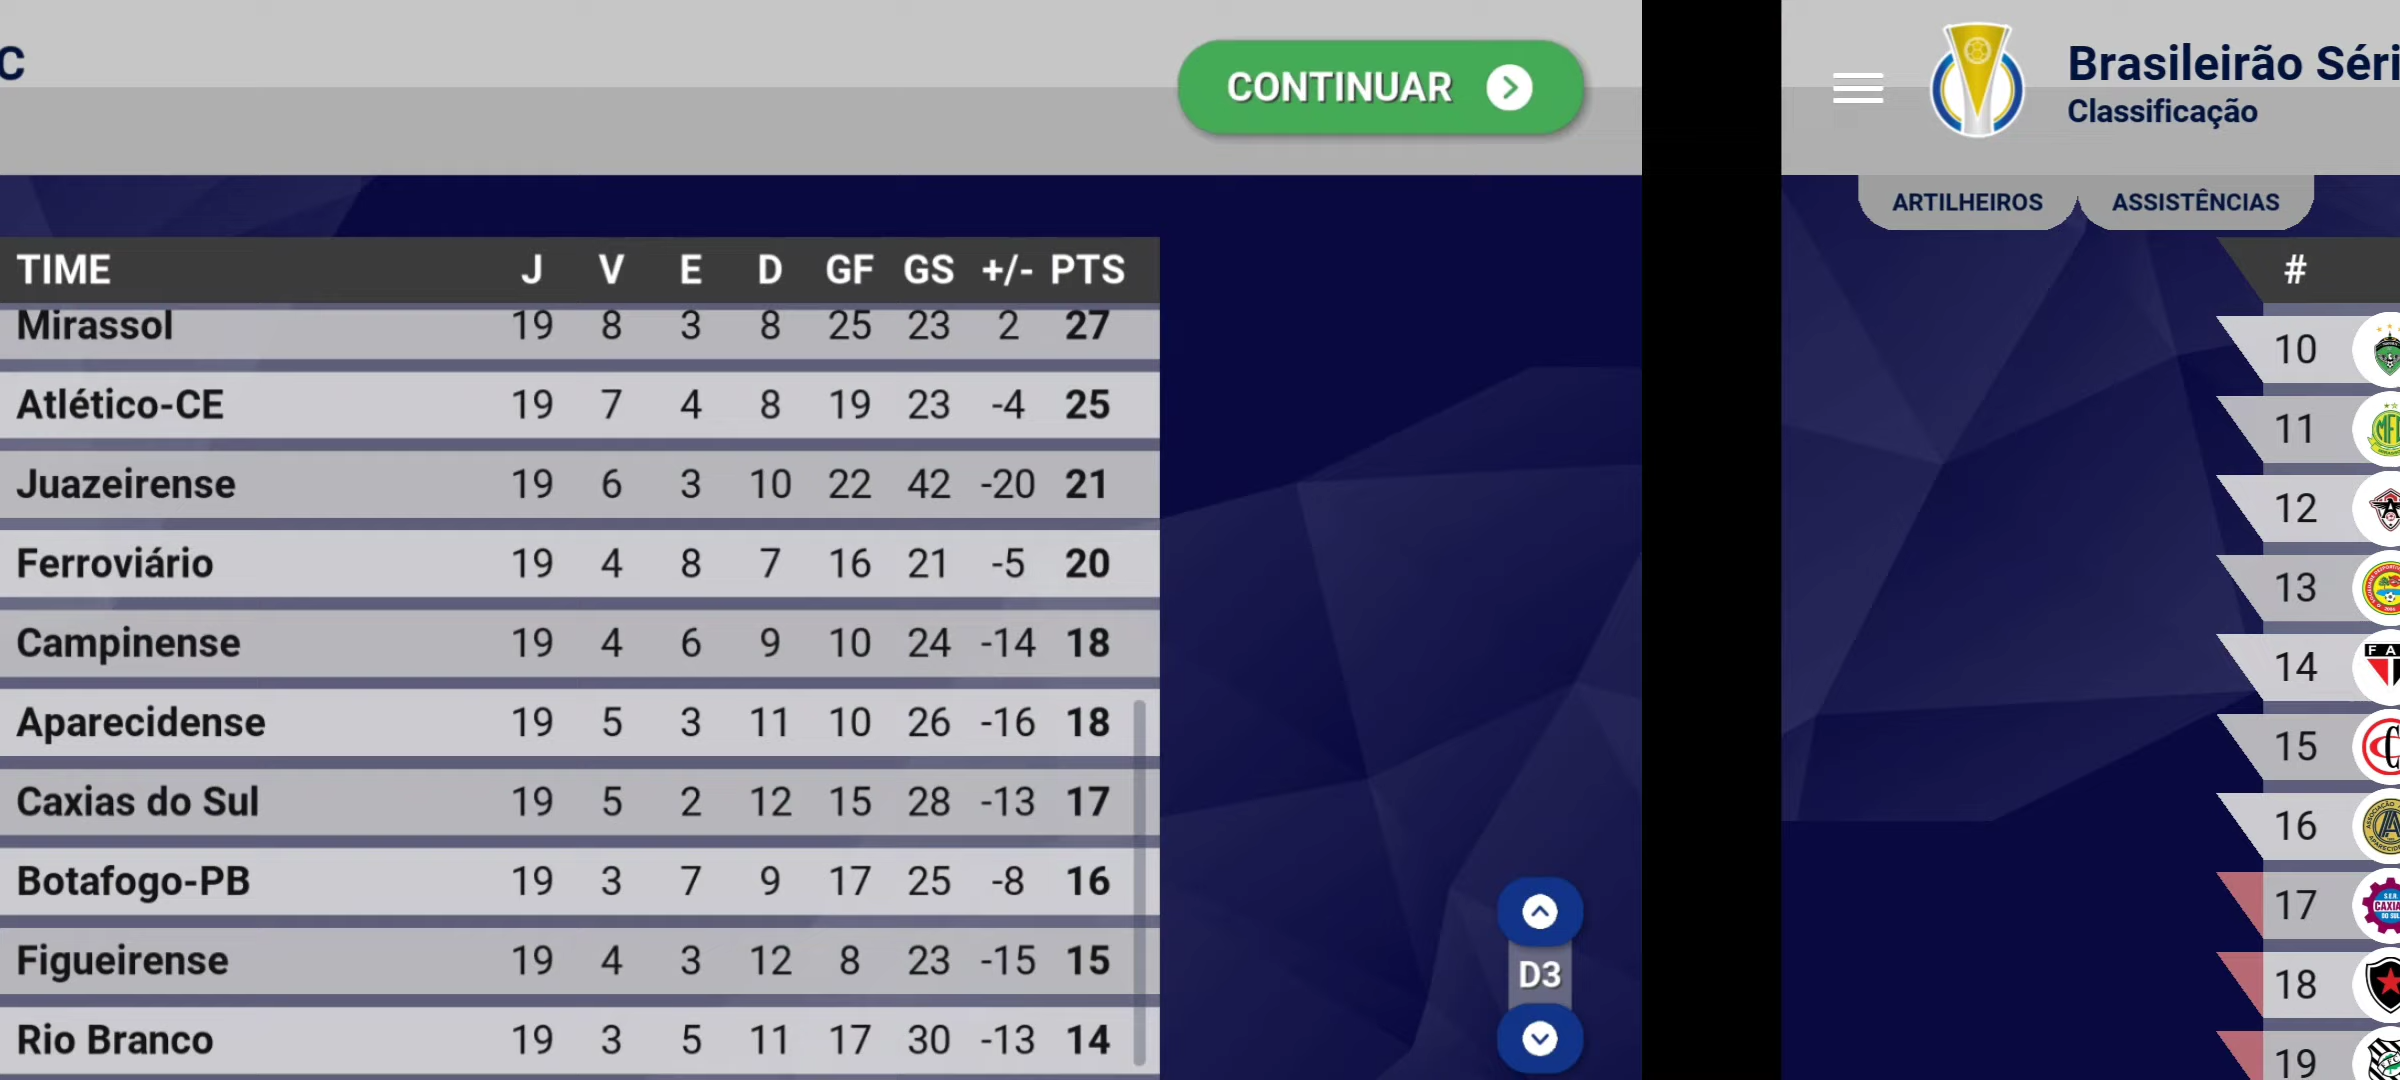 C
CONTINUAR
TIME J V E D GF GS +/- PTS
Mirassol 19 8 3 8 25 23 2 27
Atlético-CE 19 7 4 8 19 23 -4 25
Juazeirense 19 6 3 10 22 42 -20 21
Ferroviário 19 4 8 7 16 21 -5 20
Campinense 19 4 6 9 10 24 -14 18
Aparecidense 19 5 3 11 10 26 -16 18
Caxias do Sul 19 5 2 12 15 28 -13 17
Botafogo-PB 19 3 7 9 17 25 -8 16
Figueirense 19 4 3 12 8 23 -15 15
Rio Branco 19 3 5 11 17 30 -13 14
D3
Brasileirão Séri
Classificação
ARTILHEIROS ASSISTÊNCIAS
#
10
11
12
13
14
15
16
17
18
19